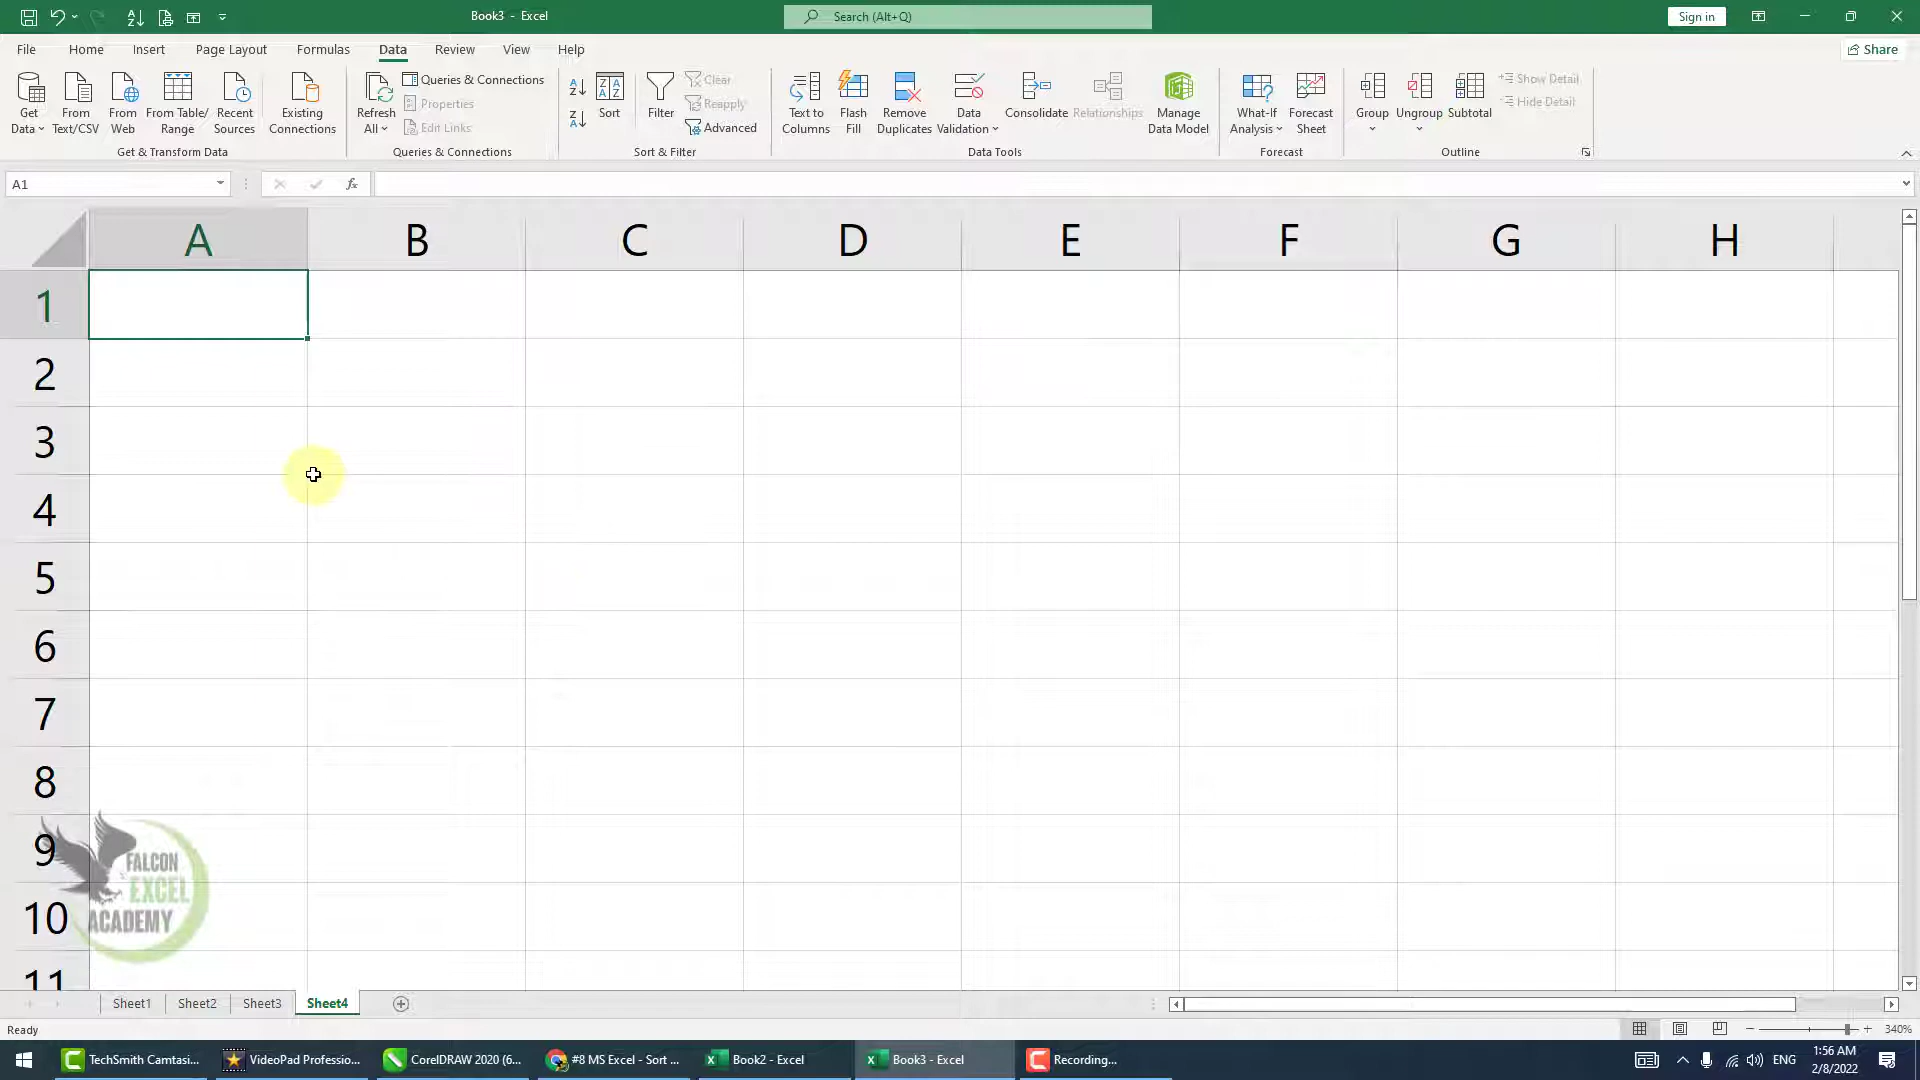 Book3 - Excel
Search (Alt+Q)
Sign in
File Home Insert Page Layout Formulas Data Review View Help
Share
Get Data
From Text/CSV
From Web
From Table/ Range
Recent Sources
Existing Connections
Get & Transform Data
Refresh All
Queries & Connections
Properties
Edit Links
Queries & Connections
Sort
Filter
Clear
Reapply
Advanced
Sort & Filter
Text to Columns
Flash Fill
Remove Duplicates
Data Validation
Consolidate
Relationships
Manage Data Model
Data Tools
What-If Analysis
Forecast Sheet
Forecast
Group
Ungroup
Subtotal
Show Detail
Hide Detail
Outline
A1
fx
A B C D E F G H
1
2
3
4
5
6
7
8
9
10
11
FALCON
EXCEL
ACADEMY
Sheet1 Sheet2 Sheet3 Sheet4
Ready
340%
TechSmith Camtasi...
VideoPad Professio...
CorelDRAW 2020 (6...
#8 MS Excel - Sort ...
Book2 - Excel
Book3 - Excel
Recording...
ENG
1:56 AM
2/8/2022